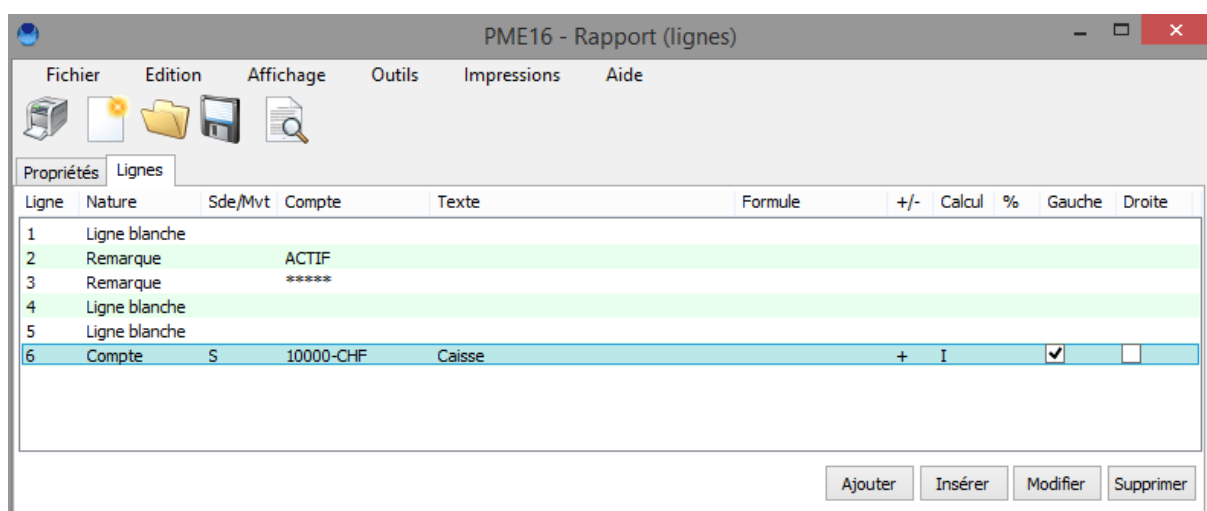 PME16 - Rapport (lignes)
Fichier Edition Affichage Outils Impressions Aide
Propriétés Lignes
Ligne Nature Sde/Mvt Compte Texte Formule +/- Calcul % Gauche Droite
1 Ligne blanche
2 Remarque ACTIF
3 Remarque *****
4 Ligne blanche
5 Ligne blanche
6 Compte S 10000-CHF Caisse + I
Ajouter Insérer Modifier Supprimer